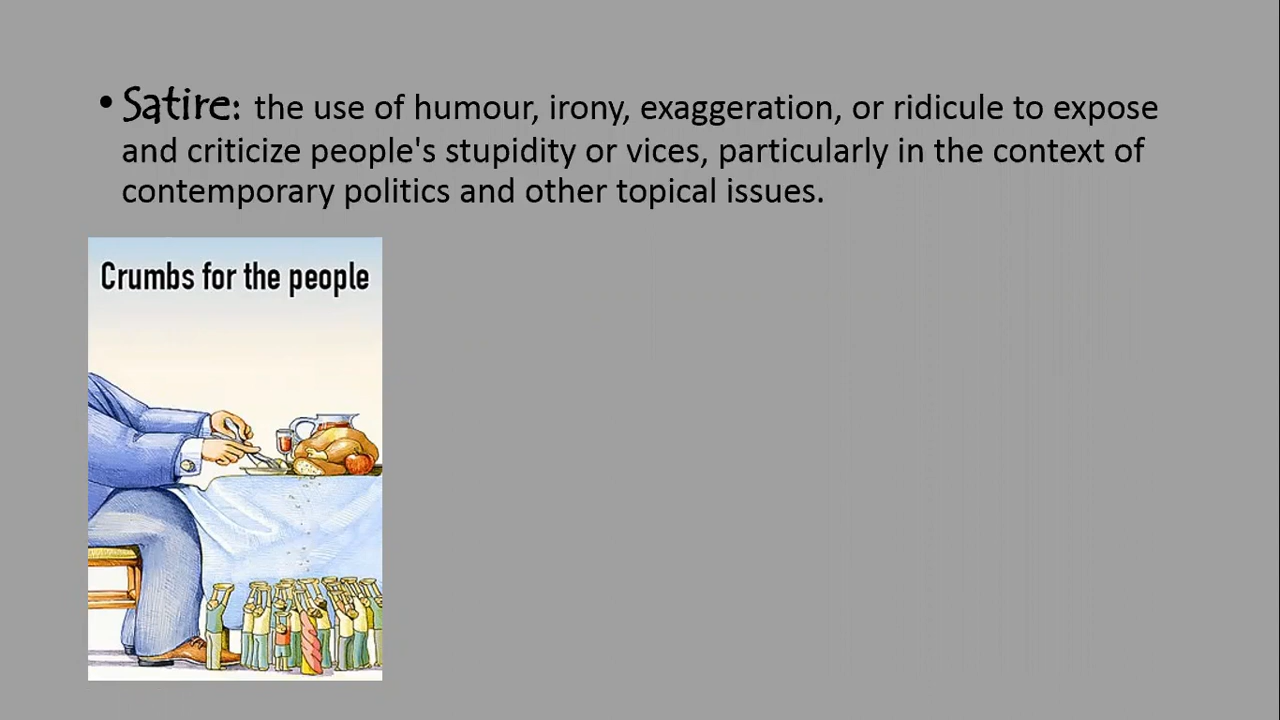 • Satire: the use of humour, irony, exaggeration, or ridicule to expose
and criticize people's stupidity or vices, particularly in the context of
contemporary politics and other topical issues.
Crumbs for the people